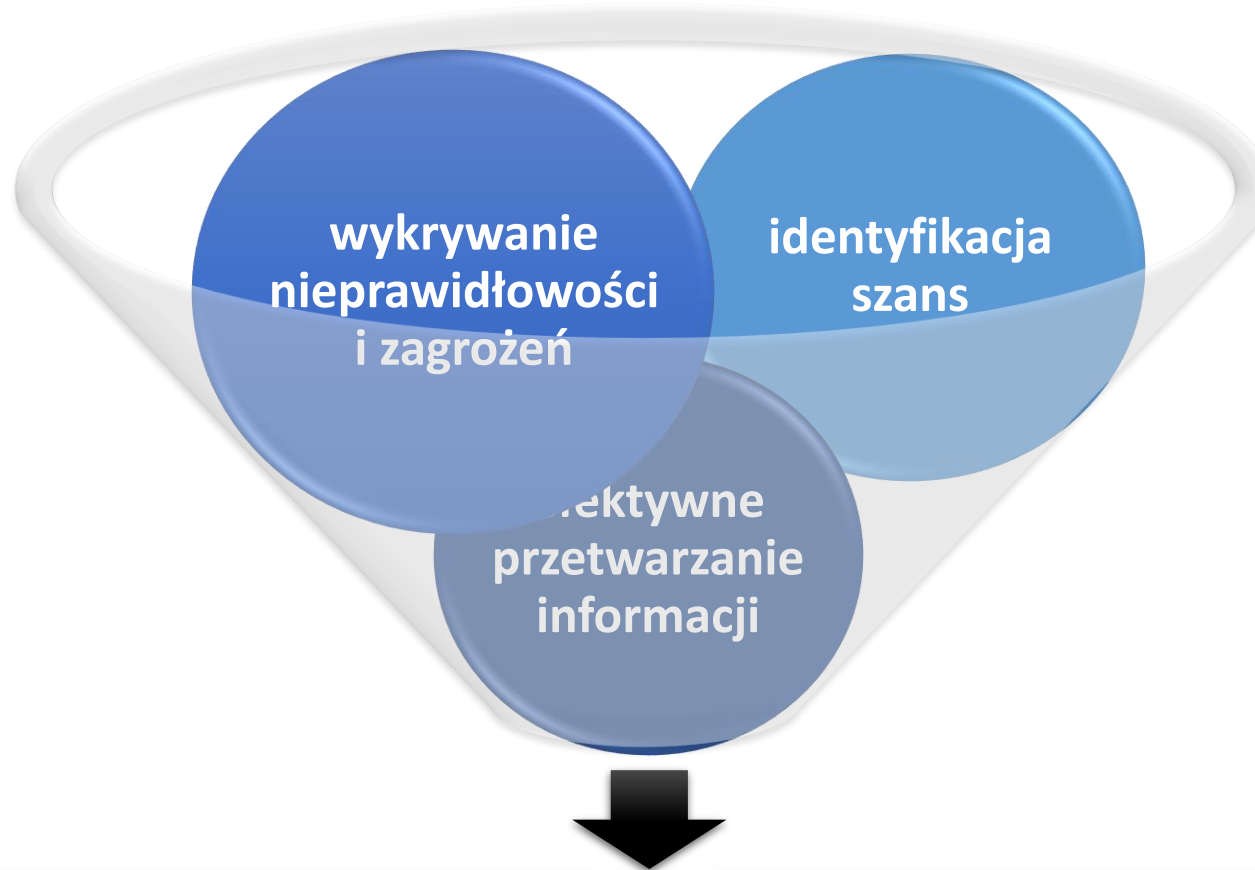 wykrywanie
nieprawidłowości
i zagrożeń
identyfikacja
szans
przetwarzanie
informacji